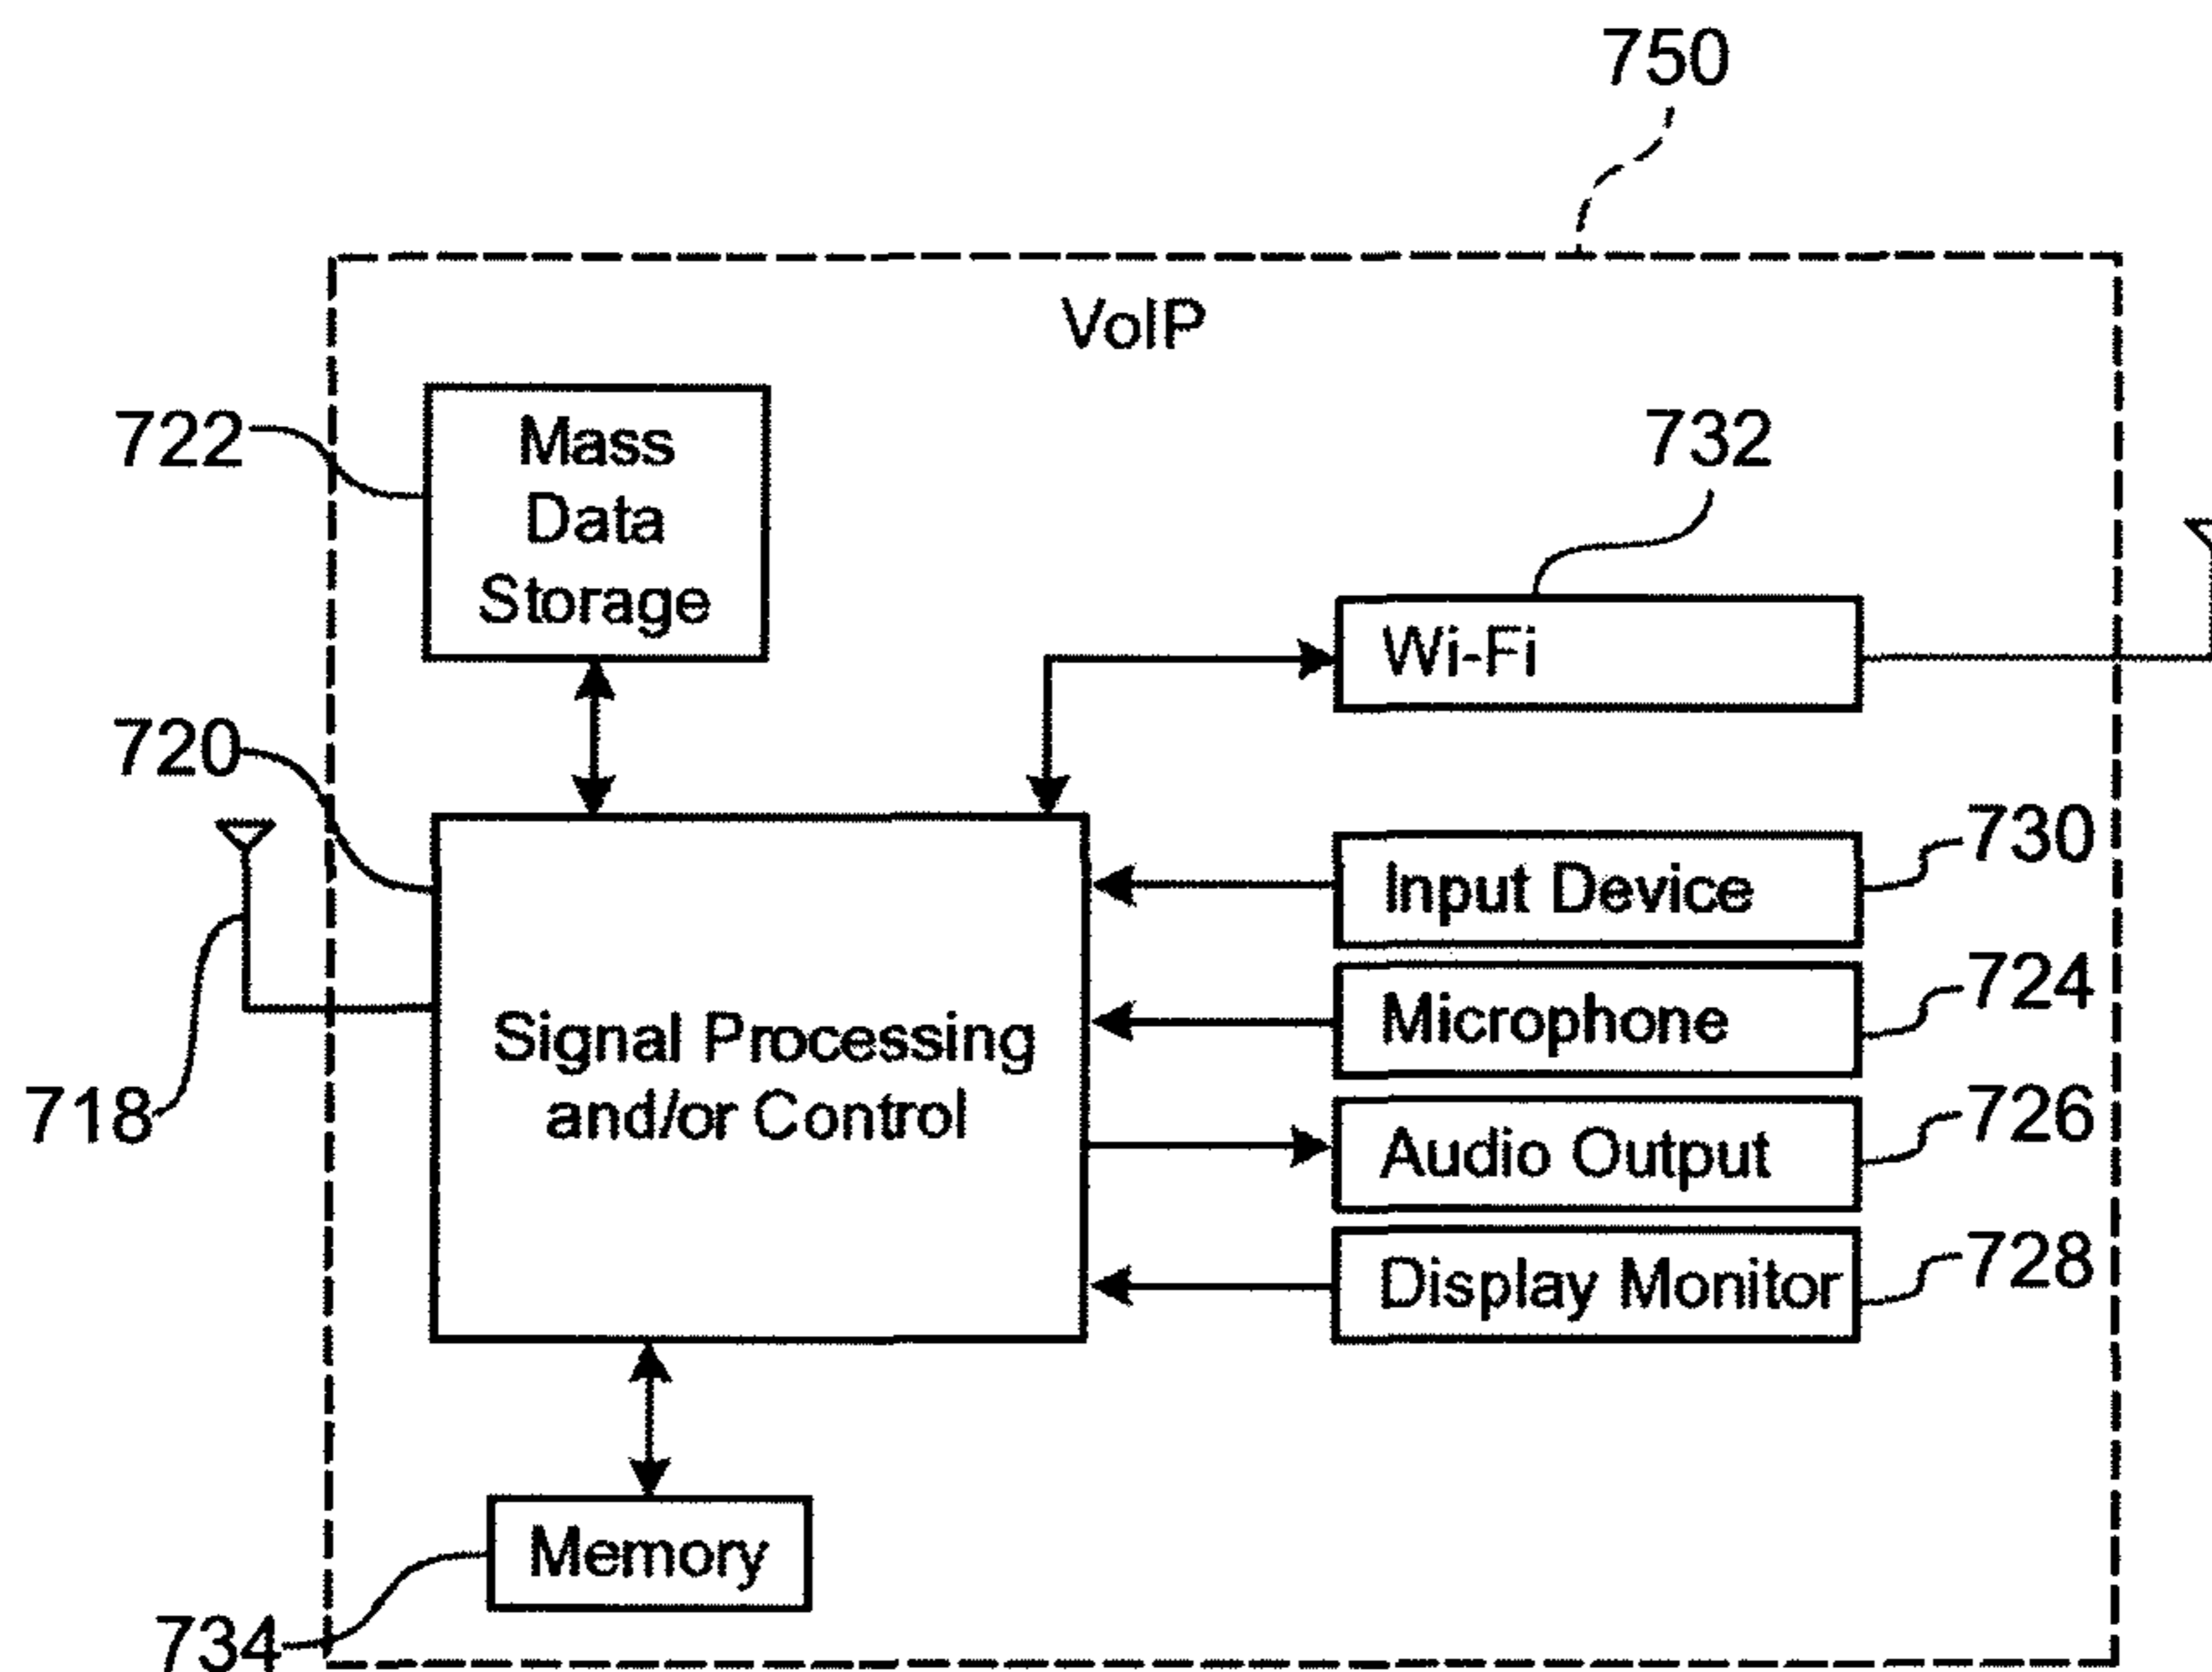 750
VoIP
722
Mass
Data
Storage
732
Wi-Fi
720
730
Input Device
724
Microphone
Signal Processing
and/or Control
718
726
Audio Output
728
Display Monitor
Memory
734